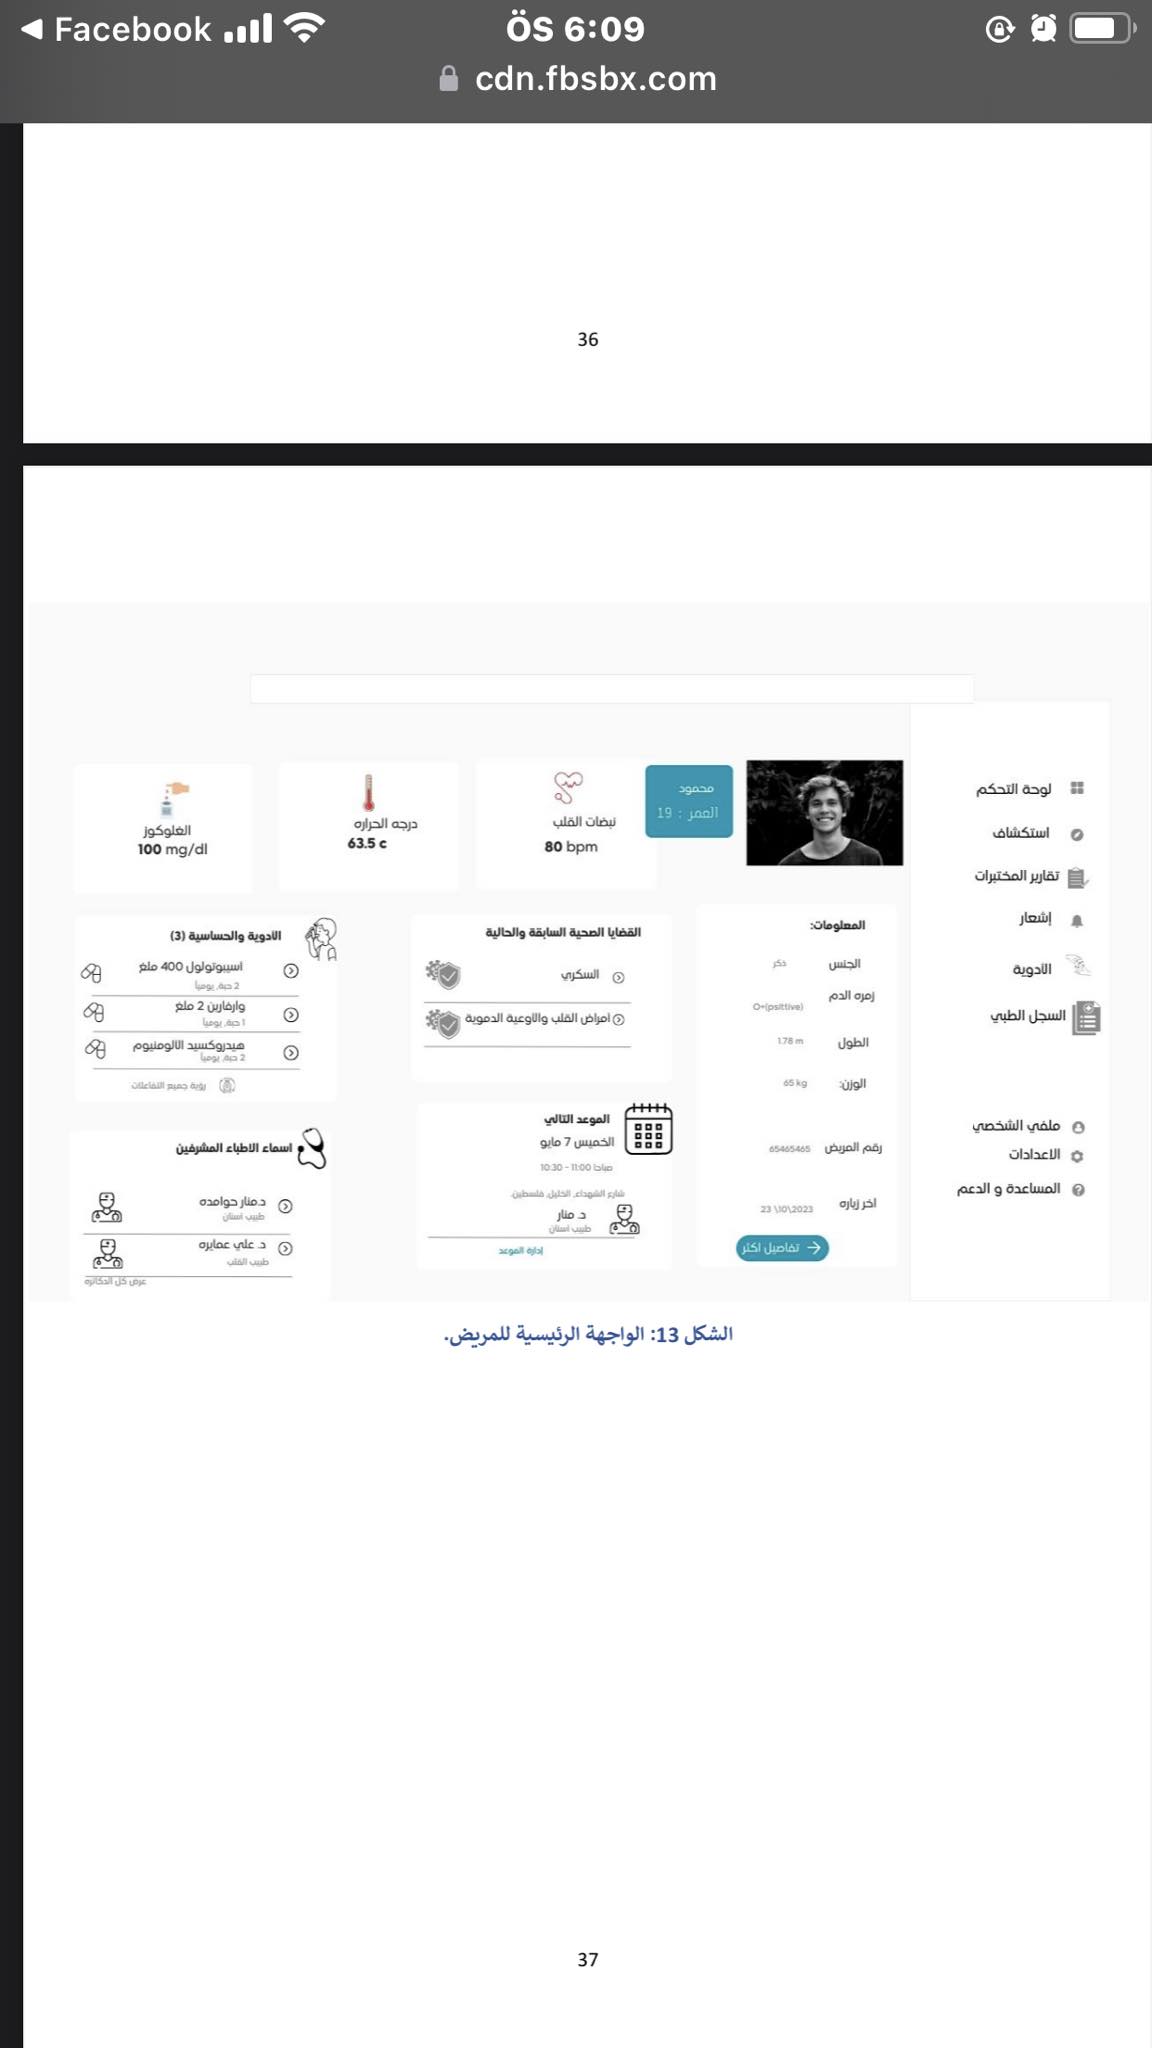 Facebook
ÖS 6:09
cdn.fbsbx.com
36
لوحة التحكم
استكشاف
تقارير المختبرات
إشعار
الأدوية
السجل الطبي
ملفي الشخصي
الاعدادات
المساعدة و الدعم
محمود
العمر : 19
نبضات القلب
80 bpm
درجه الحراره
63.5 c
الغلوكوز
100 mg/dl
المعلومات:
الجنس ذكر
زمره الدم O+(psittive)
الطول 1.78 m
الوزن: 65 kg
رقم المريض 65465465
اخر زياره 23 \10\2023
تفاصيل اكثر
القضايا الصحية السابقة والحالية
السكري
امراض القلب والاوعية الدموية
الموعد التالي
الخميس 7 مايو
صباحا 11:00 - 10:30
شارع الشهداء, الخليل, فلسطين.
د. منار
طبيب اسنان
إدارة الموعد
الأدوية والحساسية (3)
اسيبوتولول 400 ملغ
2 حبة, يومياً
وارفارين 2 ملغ
1 حبة, يومياً
هيدروكسيد الألومنيوم
2 حبة, يومياً
رؤية جميع التفاعلات
اسماء الاطباء المشرفين
د.منار حوامده
طبيب اسنان
د. علي عمايره
طبيب القلب
عرض كل الدكاتره
الشكل 13: الواجهة الرئيسية للمريض.
37